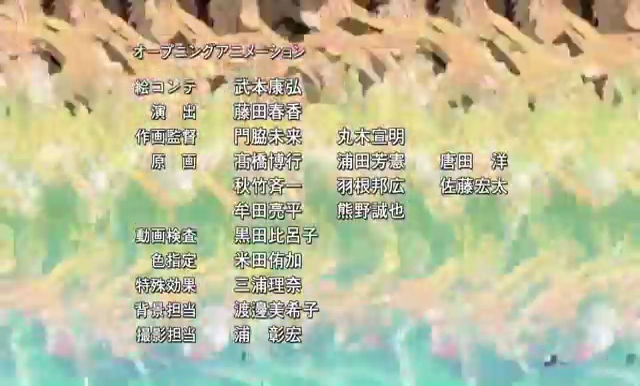 オープニングアニメーション
絵コンテ 武本康弘
演 出 藤田春香
作画監督 門脇未来 丸木宣明
原 画 髙橋博行 浦田芳憲 唐田 洋
秋竹斉一 羽根邦広 佐藤宏太
牟田亮平 熊野誠也
動画検査 黒田比呂子
色指定 米田侑加
特殊効果 三浦理奈
背景担当 渡邊美希子
撮影担当 浦 彰宏